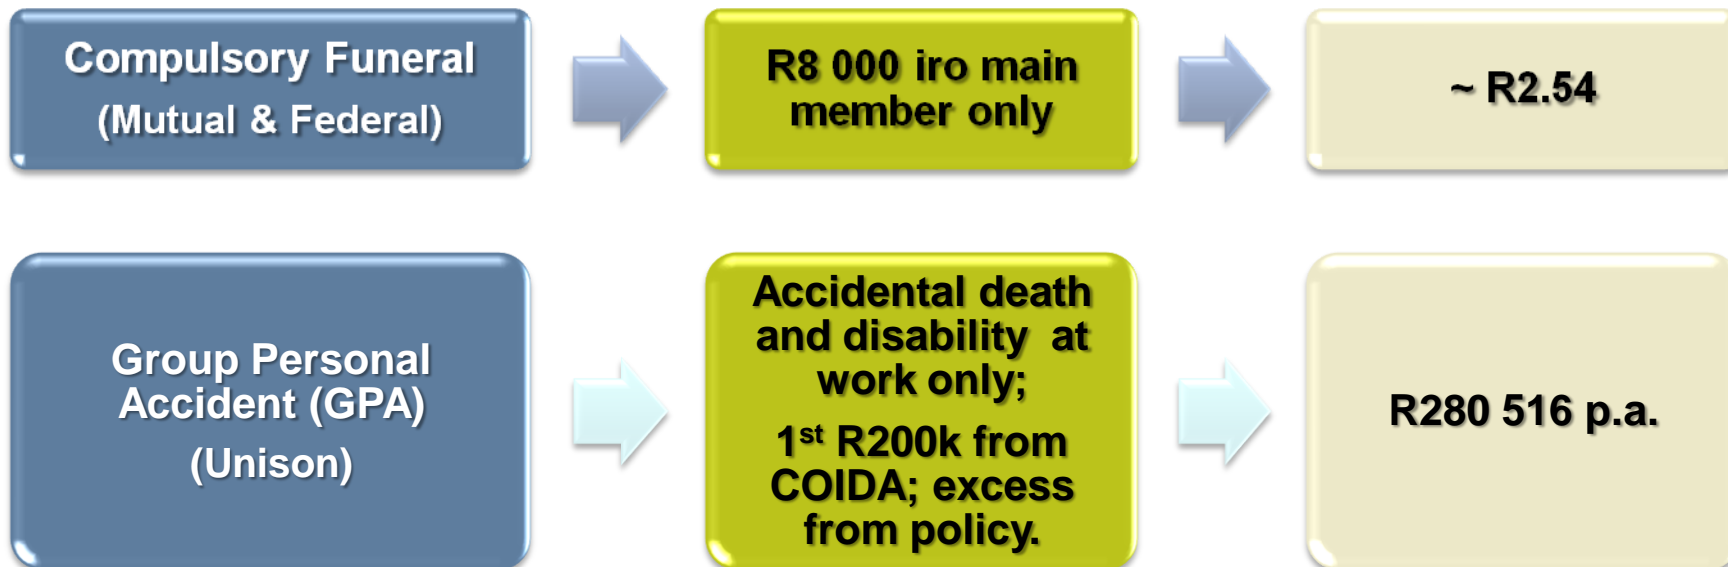 Compulsory Funeral
(Mutual & Federal)
R8 000 iro main
member only
~ R2.54
Group Personal
Accident (GPA)
(Unison)
Accidental death
and disability at
work only;
1st R200k from
COIDA; excess
from policy.
R280 516 p.a.